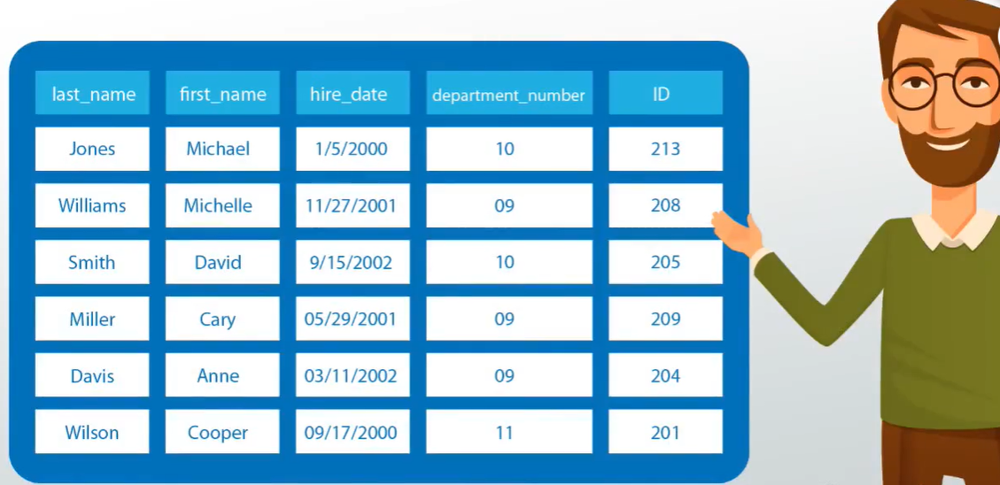 last_name first_name hire_date department_number ID
Jones Michael 1/5/2000 10 213
Williams Michelle 11/27/2001 09 208
Smith David 9/15/2002 10 205
Miller Cary 05/29/2001 09 209
Davis Anne 03/11/2002 09 204
Wilson Cooper 09/17/2000 11 201